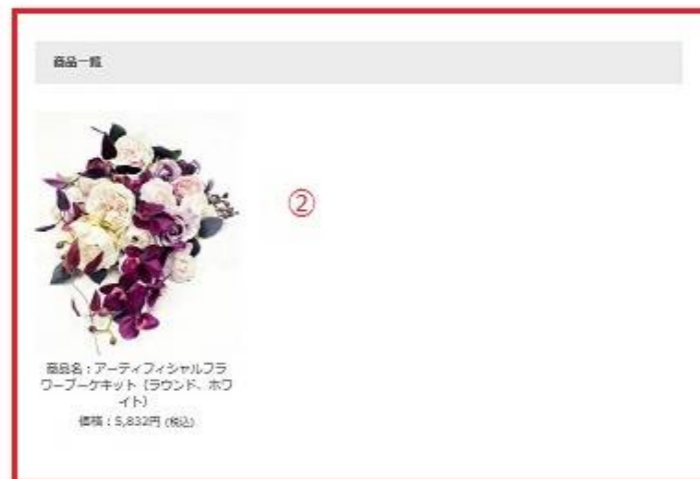 商品一覧
②
商品名：アーティフィシャルフラ
ワーブーケキット（ラウンド、ホワ
イト）
価格：5,832円 (税込)